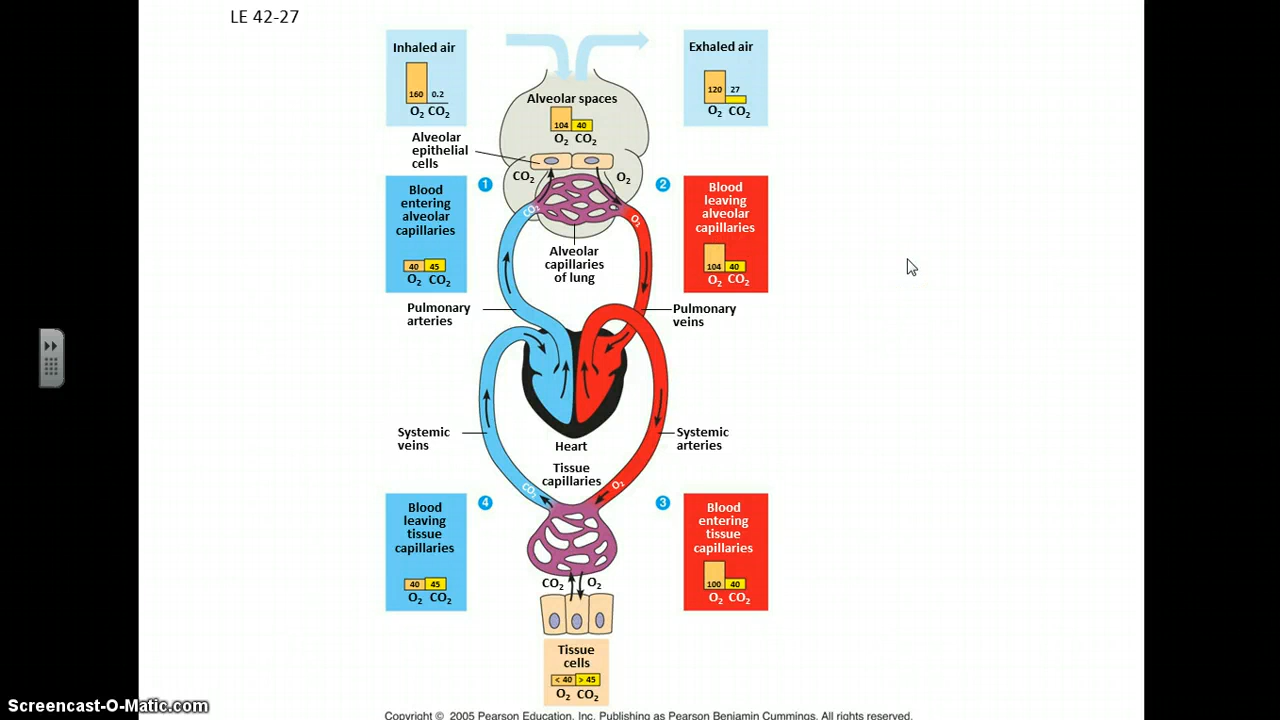 LE 42-27
Inhaled air
160 0.2
O2 CO2
Exhaled air
120 27
O2 CO2
Alveolar spaces
104 40
O2 CO2
Alveolar
epithelial
cells
CO2
O2
1
Blood
entering
alveolar
capillaries
40 45
O2 CO2
2
Blood
leaving
alveolar
capillaries
104 40
O2 CO2
CO2
O2
Alveolar
capillaries
of lung
Pulmonary
arteries
Pulmonary
veins
Systemic
veins
Heart
Systemic
arteries
Tissue
capillaries
CO2
O2
4
Blood
leaving
tissue
capillaries
40 45
O2 CO2
3
Blood
entering
tissue
capillaries
100 40
O2 CO2
CO2 O2
Tissue
cells
< 40 > 45
O2 CO2
Screencast-O-Matic.com
Copyright © 2005 Pearson Education, Inc. Publishing as Pearson Benjamin Cummings. All rights reserved.